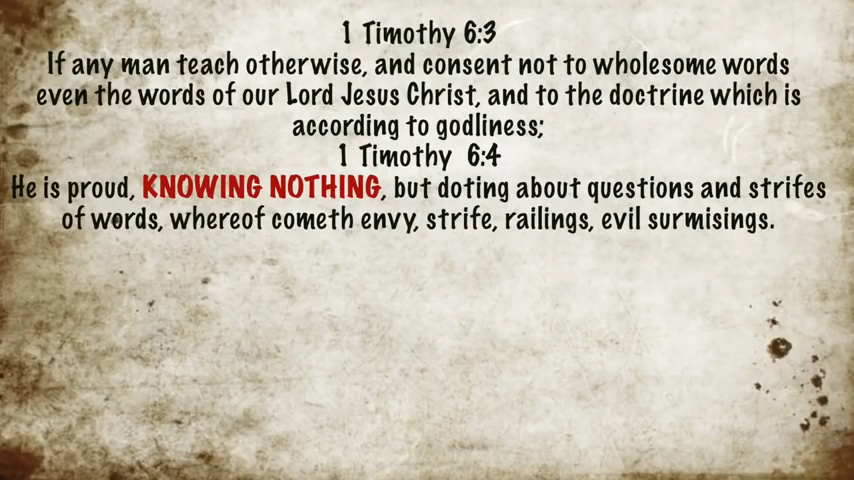 1 Timothy 6:3
If any man teach otherwise, and consent not to wholesome words
even the words of our Lord Jesus Christ, and to the doctrine which is
according to godliness;
1 Timothy 6:4
He is proud, KNOWING NOTHING, but doting about questions and strifes
of words, whereof cometh envy, strife, railings, evil surmisings.